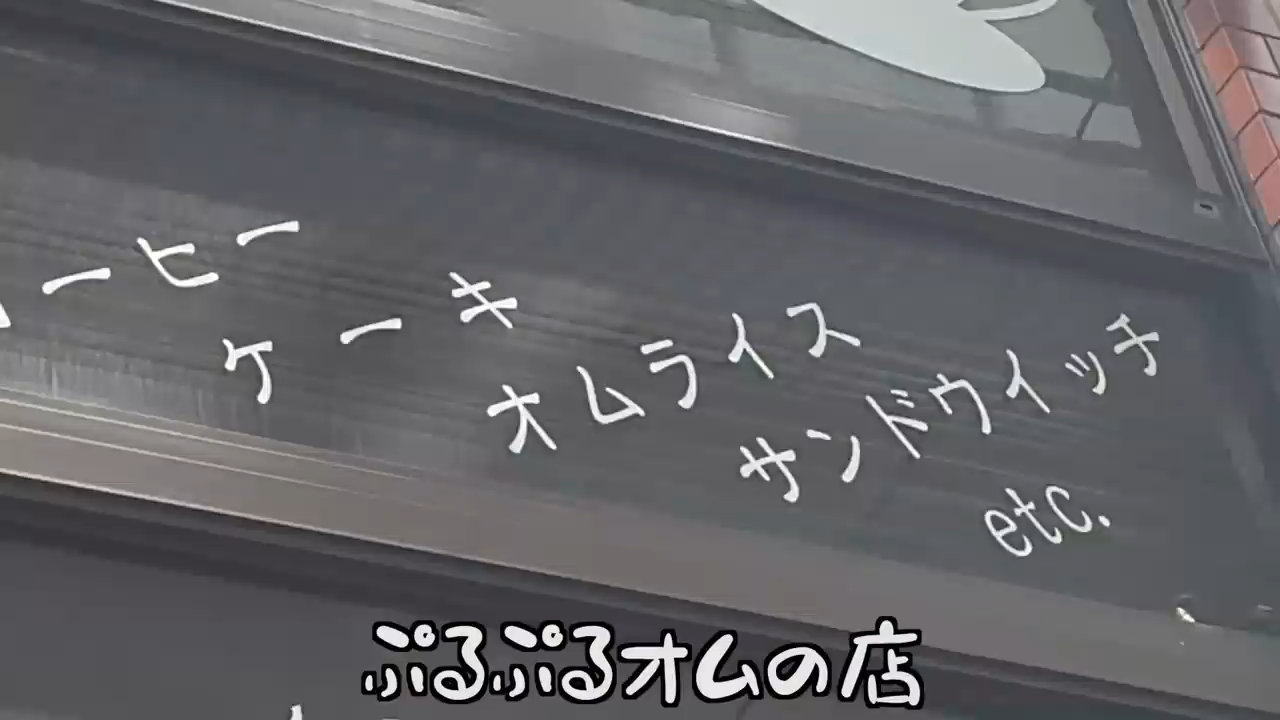 ーヒー
ケーキ
オムライス
サンドウイッチ
etc.
ぷるぷるオムの店